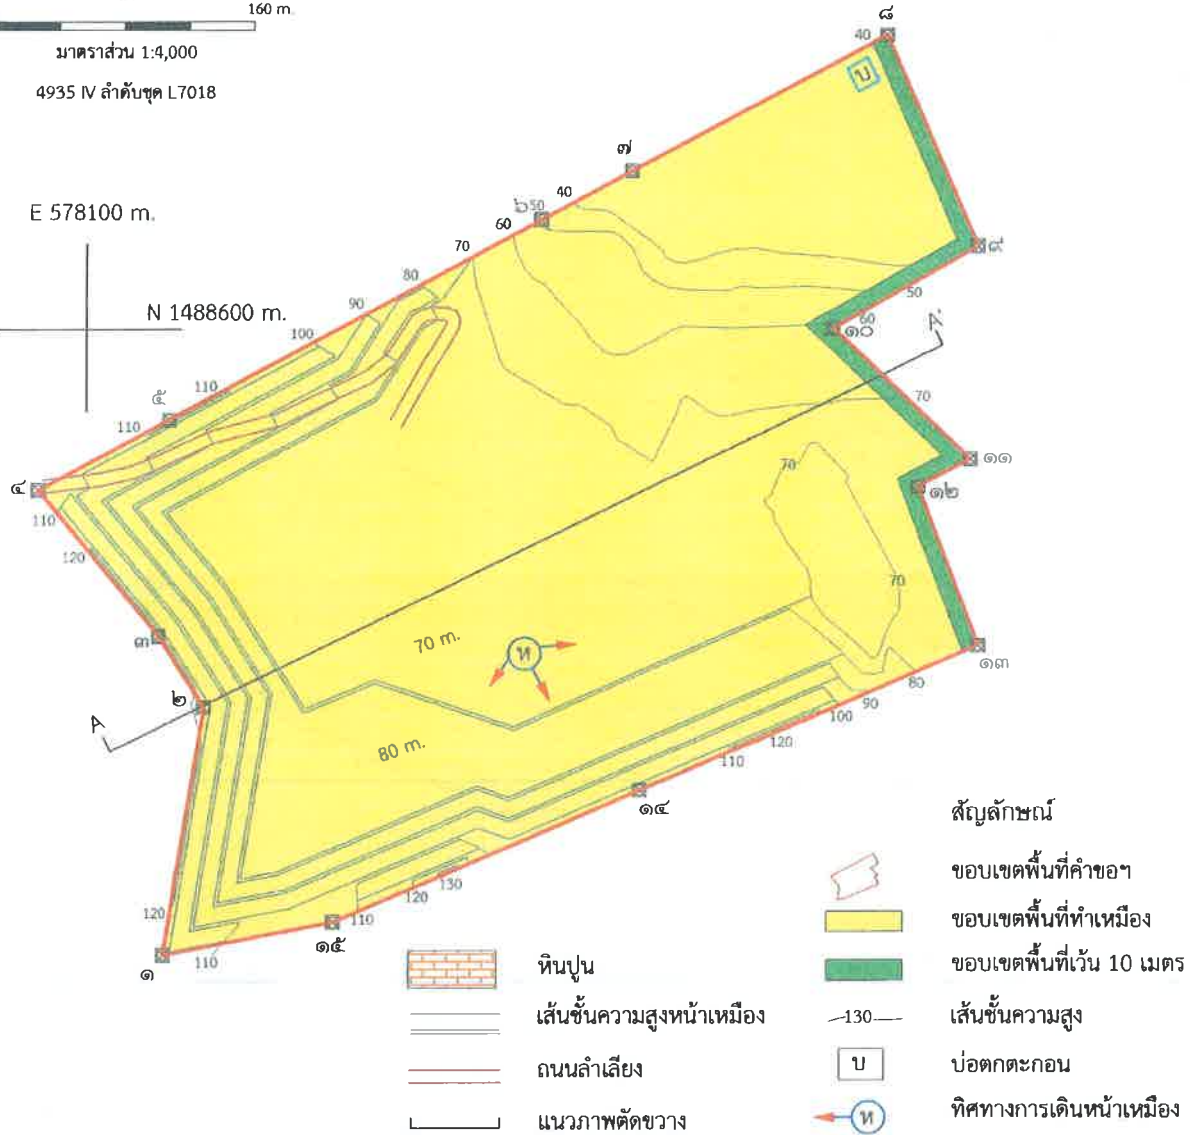 160 m.
มาตราส่วน 1:4,000
4935 IV ลำดับชุด L7018
๘
40
บ
๗
E 578100 m.
40
๖
50
60
70
๙
80
50
90
N 1488600 m.
60
๑๐
A'
100
110
70
๕
110
๑๑
70
๔
๑๒
110
120
70
๓
70 m.
ห
๑๓
80
๒
90
A
100
80 m.
120
110
๑๔
สัญลักษณ์
ขอบเขตพื้นที่คำขอฯ
130
120
120
110
ขอบเขตพื้นที่ทำเหมือง
๑๕
110
๑
หินปูน
ขอบเขตพื้นที่เว้น 10 เมตร
เส้นชั้นความสูงหน้าเหมือง
130
เส้นชั้นความสูง
ถนนลำเลียง
บ
บ่อตกตะกอน
แนวภาพตัดขวาง
ห
ทิศทางการเดินหน้าเหมือง